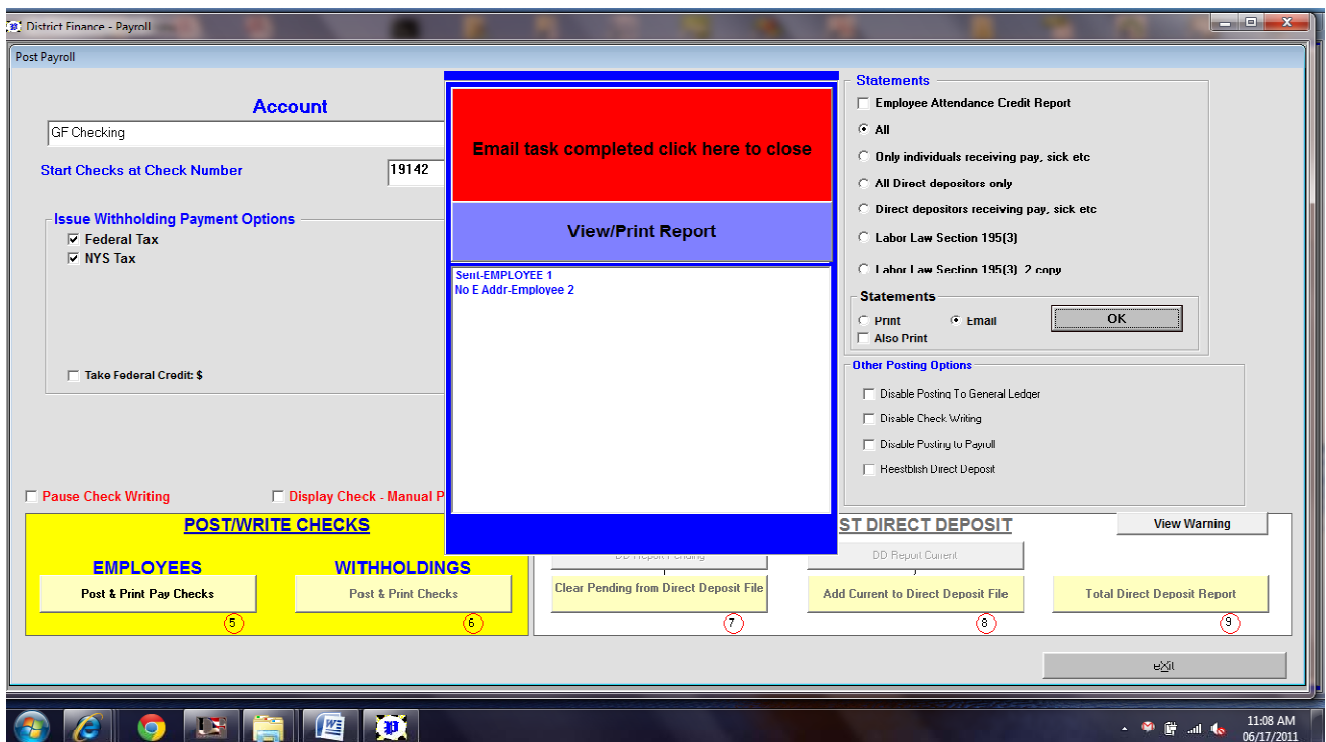 District Finance - Payroll
Post Payroll
Account
GF Checking
Start Checks at Check Number
19142
Issue Withholding Payment Options
Federal Tax
NYS Tax
Take Federal Credit: $
Pause Check Writing
Display Check - Manual P
Email task completed click here to close
View/Print Report
Sent-EMPLOYEE 1
No E Addr-Employee 2
Statements
Employee Attendance Credit Report
All
Only individuals receiving pay, sick etc
All Direct depositors only
Direct depositors receiving pay, sick etc
Labor Law Section 195(3)
Labor Law Section 195(3) 2 copy
Statements
Print
Email
OK
Also Print
Other Posting Options
Disable Posting To General Ledger
Disable Check Writing
Disable Posting to Payroll
Reestblish Direct Deposit
POST/WRITE CHECKS
EMPLOYEES
WITHHOLDINGS
Post & Print Pay Checks
Post & Print Checks
5
6
ST DIRECT DEPOSIT
View Warning
DD Report Pending
DD Report Current
Clear Pending from Direct Deposit File
Add Current to Direct Deposit File
Total Direct Deposit Report
7
8
9
eXit
11:08 AM
06/17/2011